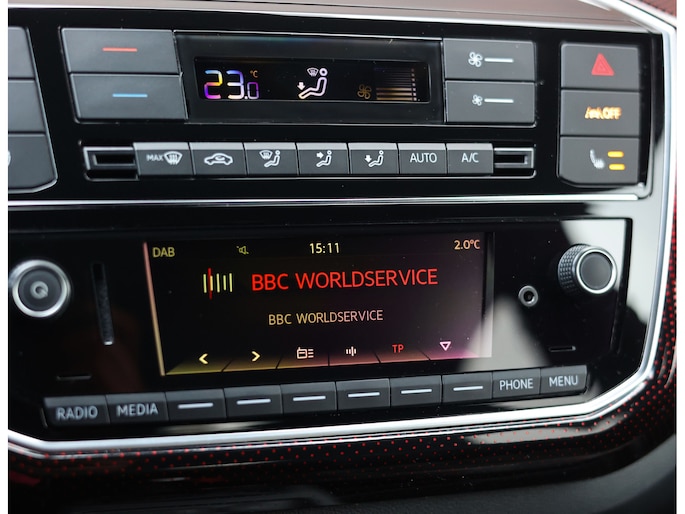 23.0 °C
OFF
MAX
AUTO
A/C
DAB 15:11 2.0°C
BBC WORLDSERVICE
BBC WORLDSERVICE
TP
RADIO MEDIA PHONE MENU